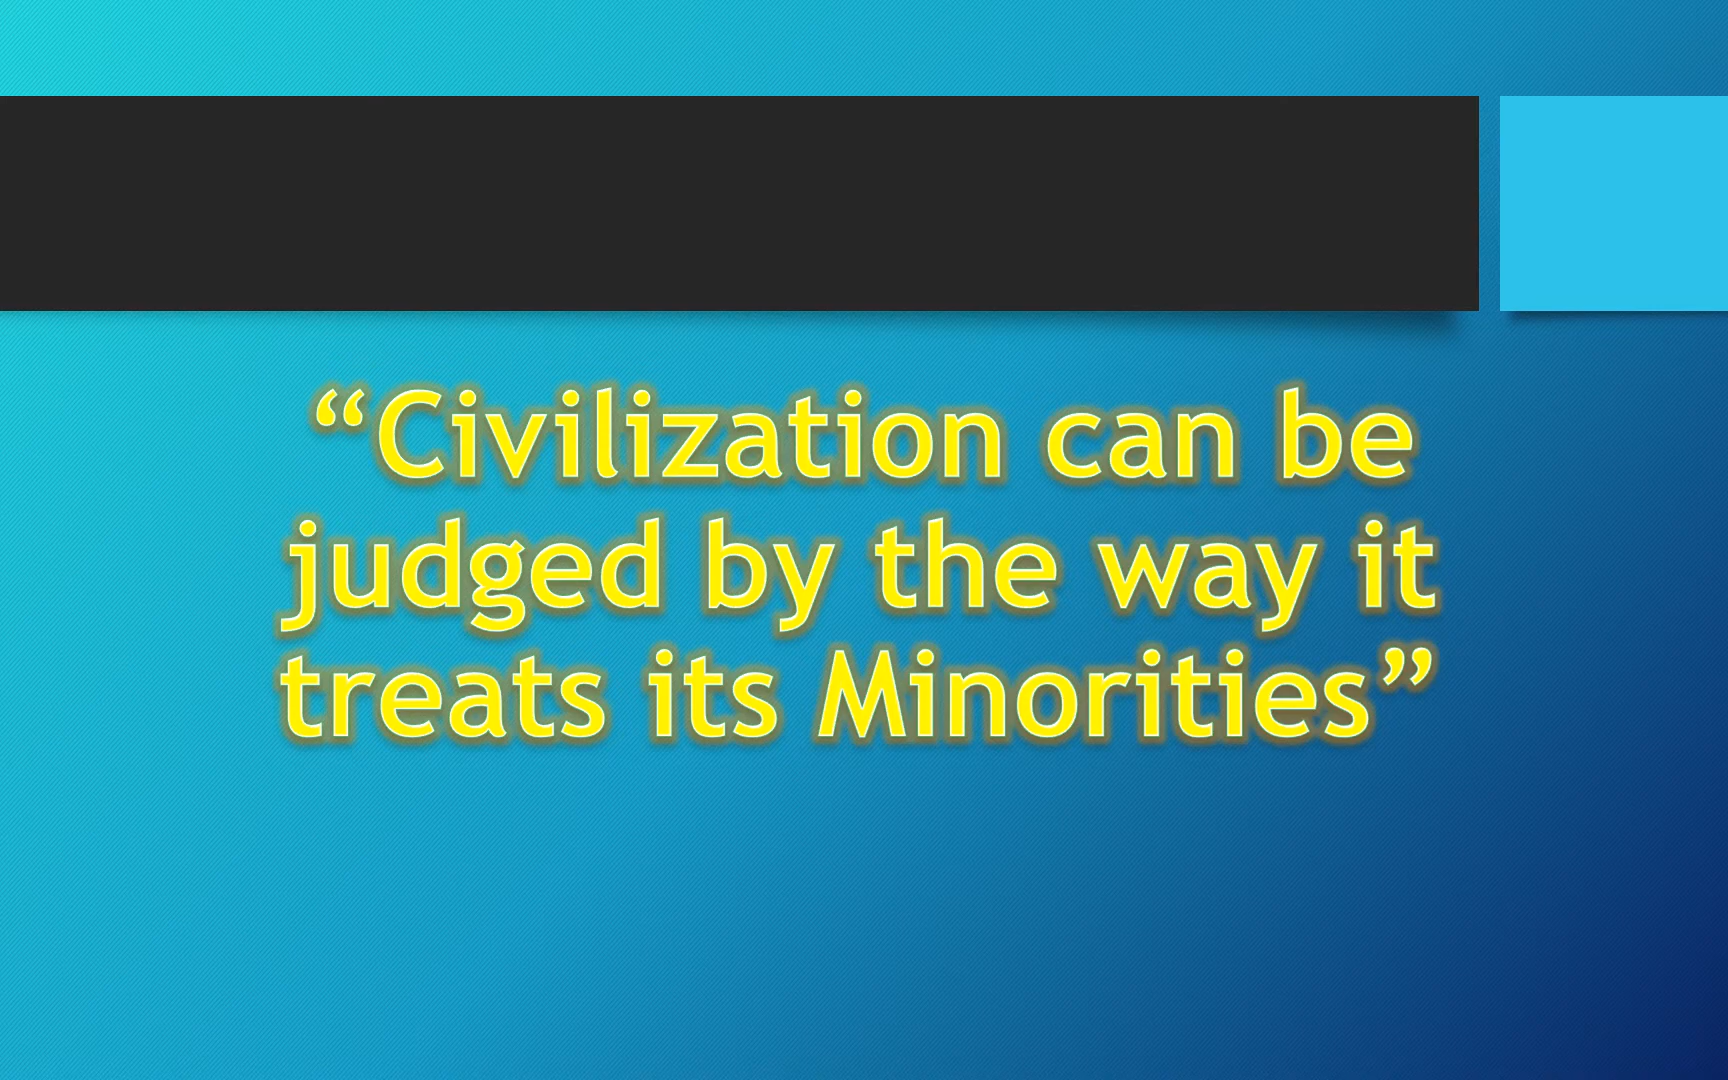 “Civilization can be
judged by the way it
treats its Minorities”